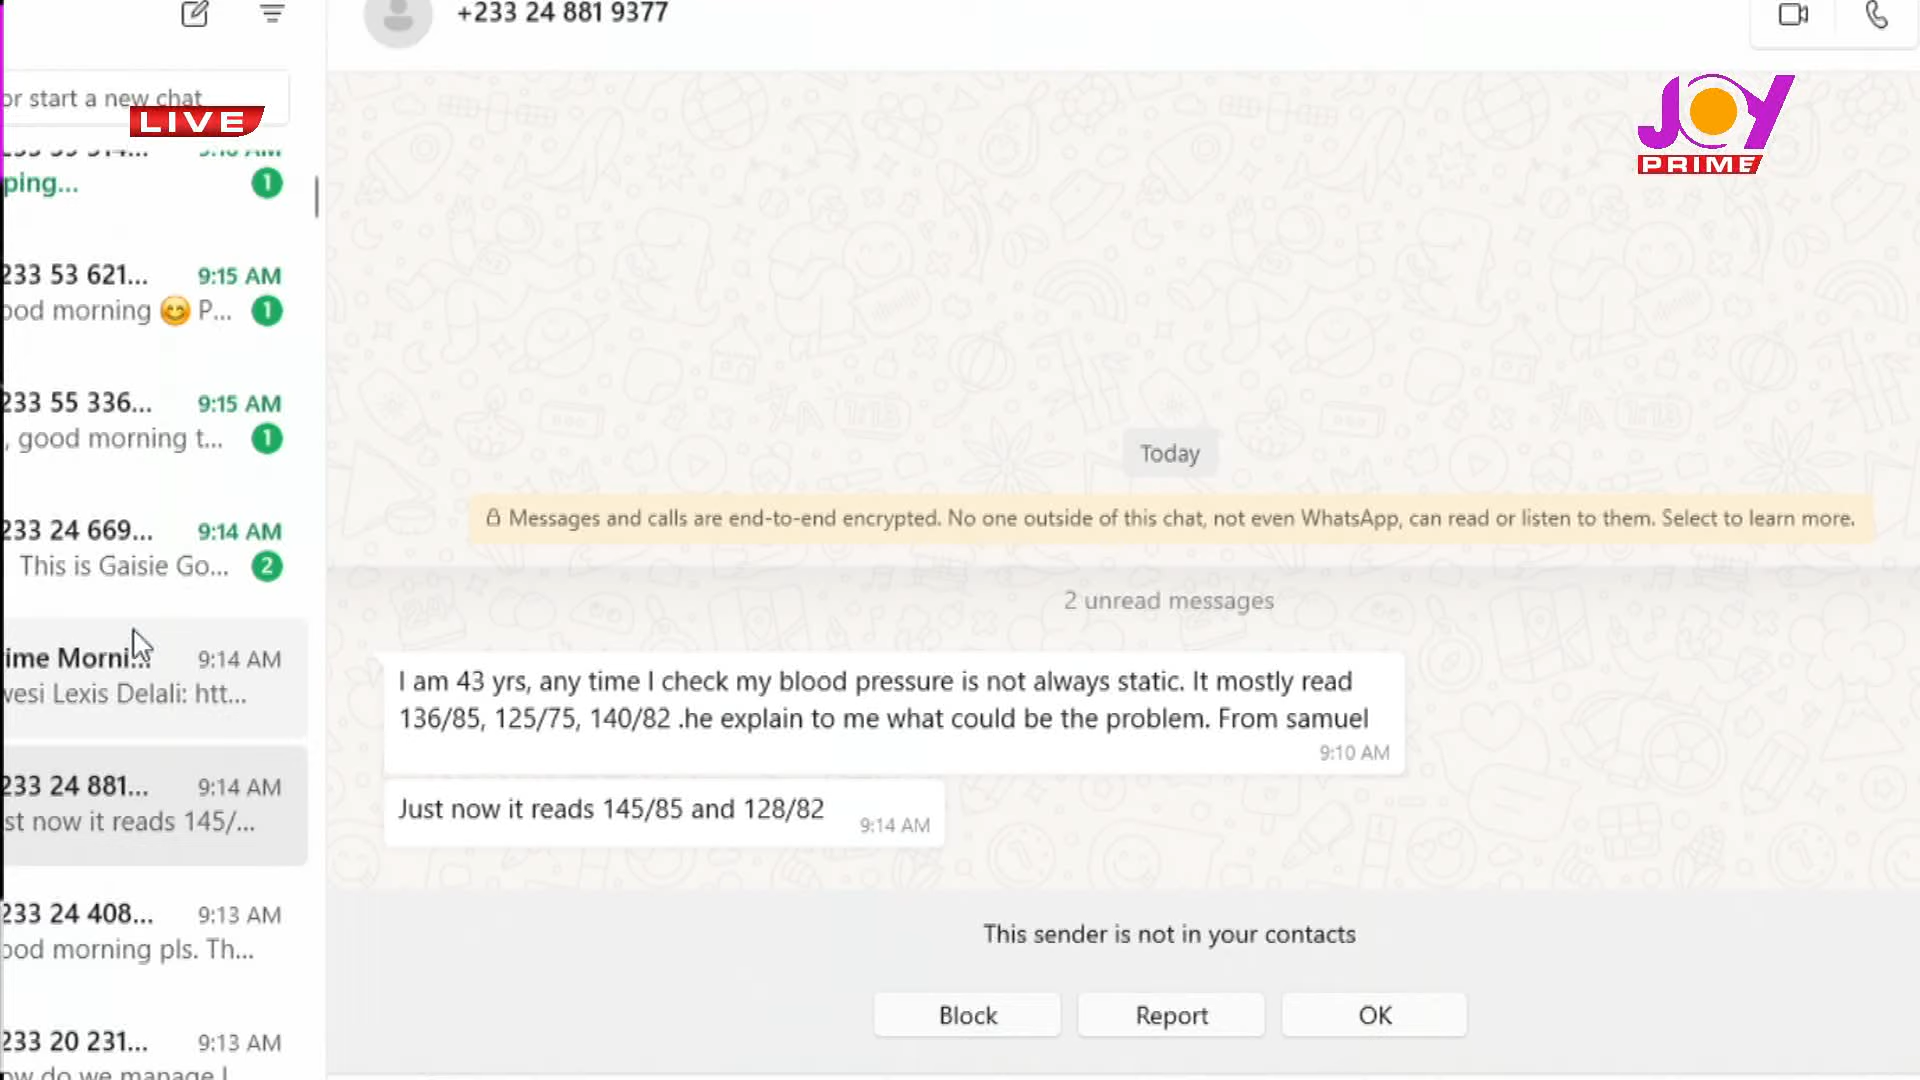 +233 24 881 9377
or start a new chat
LIVE
JOY
PRIME
ping...
1
233 53 621...
9:15 AM
ood morning 😊 P...
1
233 55 336...
9:15 AM
, good morning t...
1
233 24 669...
9:14 AM
This is Gaisie Go...
2
ime Morni...
9:14 AM
wesi Lexis Delali: htt...
233 24 881...
9:14 AM
st now it reads 145/...
233 24 408...
9:13 AM
ood morning pls. Th...
233 20 231...
9:13 AM
ow do we manage
Today
Messages and calls are end-to-end encrypted. No one outside of this chat, not even WhatsApp, can read or listen to them. Select to learn more.
2 unread messages
I am 43 yrs, any time I check my blood pressure is not always static. It mostly read
136/85, 125/75, 140/82 .he explain to me what could be the problem. From samuel
9:10 AM
Just now it reads 145/85 and 128/82
9:14 AM
This sender is not in your contacts
Block
Report
OK